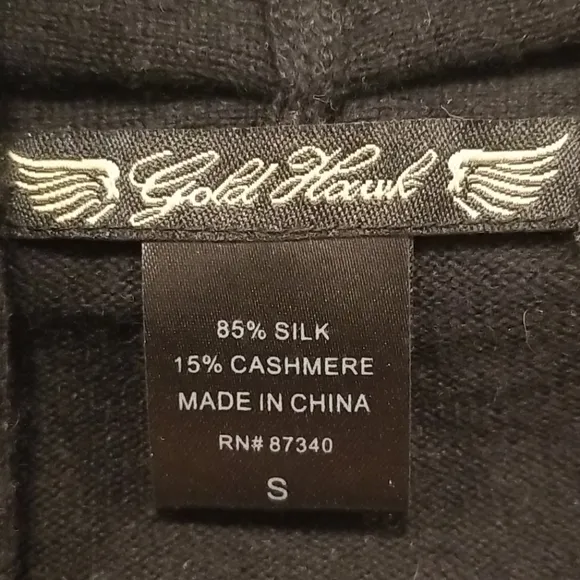 Gold Hawk
85% SILK
15% CASHMERE
MADE IN CHINA
RN# 87340
S